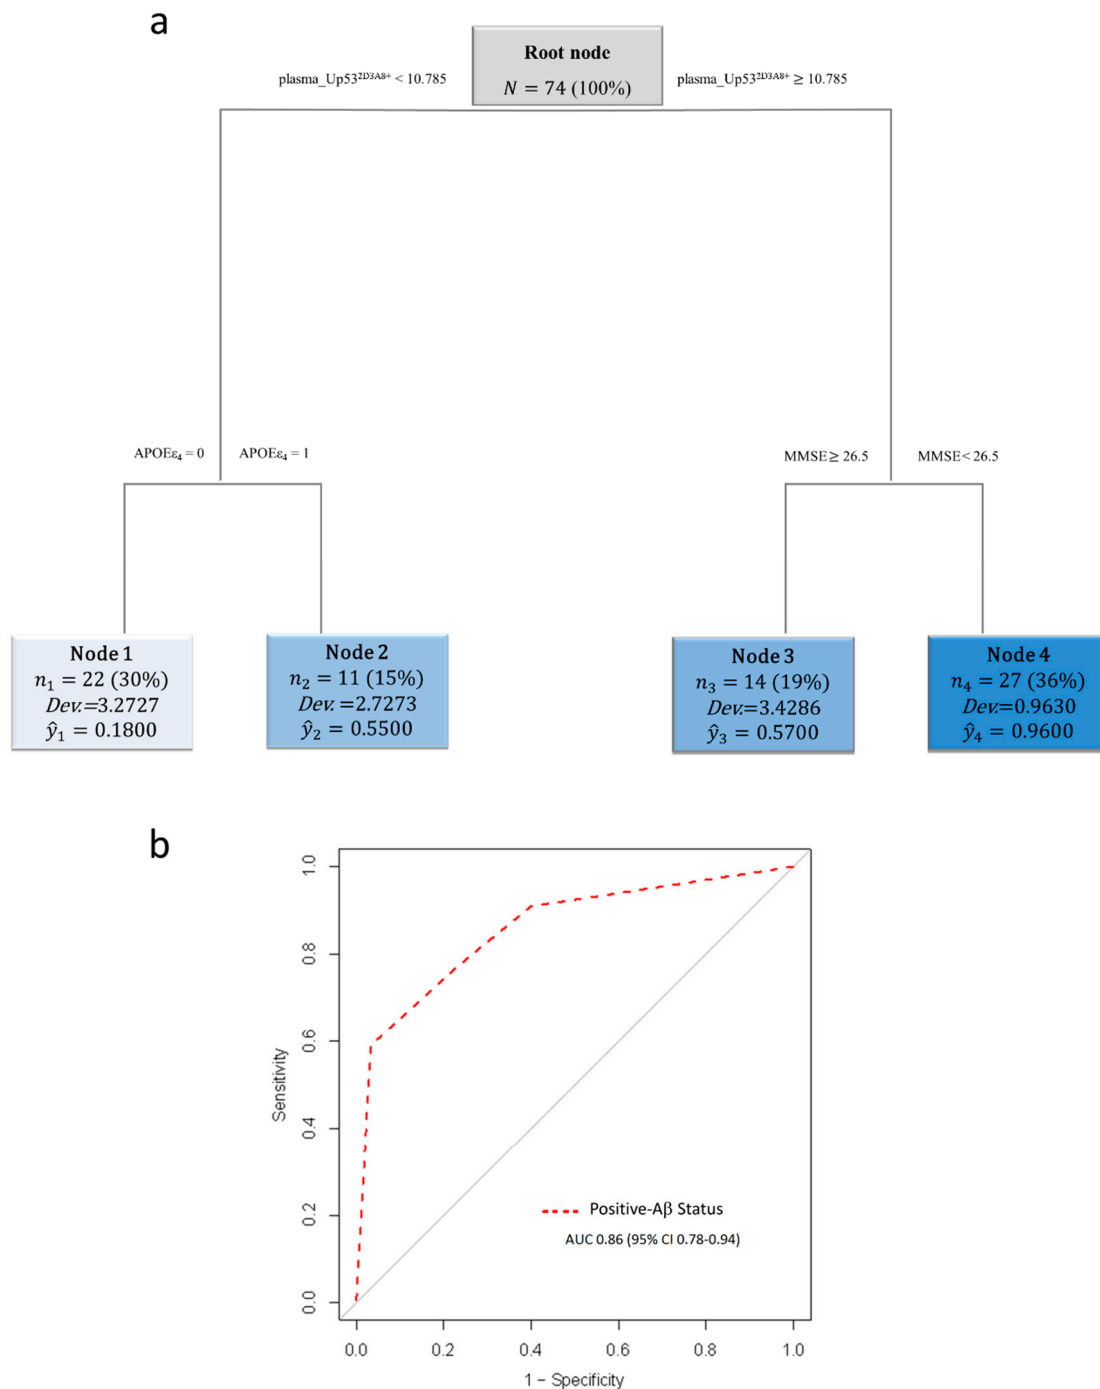 a
Root node
N = 74 (100%)
plasma_Up53²ᴰ³ᴬ⁸⁺ < 10.785
plasma_Up53²ᴰ³ᴬ⁸⁺ ≥ 10.785
APOEε₄ = 0
APOEε₄ = 1
MMSE ≥ 26.5
MMSE < 26.5
Node 1
n₁ = 22 (30%)
Dev.=3.2727
ŷ₁ = 0.1800
Node 2
n₂ = 11 (15%)
Dev.=2.7273
ŷ₂ = 0.5500
Node 3
n₃ = 14 (19%)
Dev.=3.4286
ŷ₃ = 0.5700
Node 4
n₄ = 27 (36%)
Dev.=0.9630
ŷ₄ = 0.9600
b
Sensitivity
1.0
0.8
0.6
0.4
0.2
0.0
Positive-Aβ Status
AUC 0.86 (95% CI 0.78-0.94)
0.0 0.2 0.4 0.6 0.8 1.0
1 − Specificity